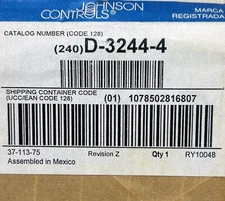 JOHNSON
CONTROLS
MARCA
REGISTRADA
CATALOG NUMBER (CODE 128)
(240)D-3244-4
SHIPPING CONTAINER CODE
(UCC/EAN CODE 128)
(01) 1078502816807
37-113-75
Revision Z
Qty 1
RY10048
Assembled in Mexico